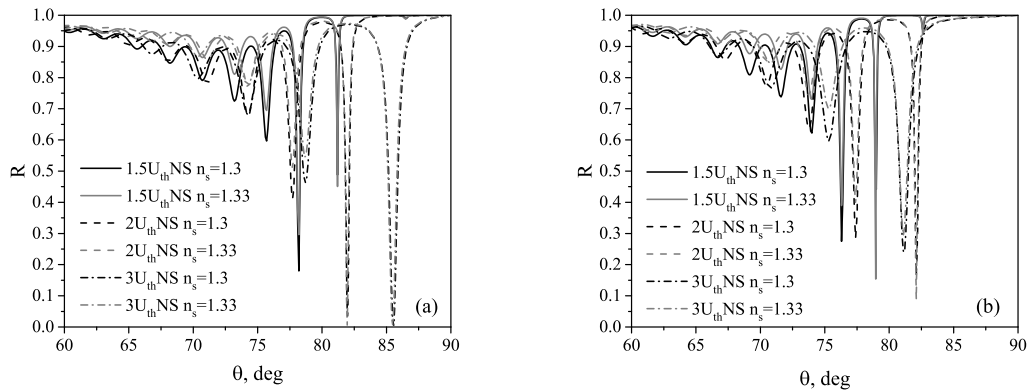 1.0
0.9
0.8
0.7
0.6
0.5
0.4
0.3
0.2
0.1
0.0
R
1.5UthNS ns=1.3
1.5UthNS ns=1.33
2UthNS ns=1.3
2UthNS ns=1.33
3UthNS ns=1.3
3UthNS ns=1.33
(a)
60 65 70 75 80 85 90
θ, deg
1.0
0.9
0.8
0.7
0.6
0.5
0.4
0.3
0.2
0.1
0.0
R
1.5UthNS ns=1.3
1.5UthNS ns=1.33
2UthNS ns=1.3
2UthNS ns=1.33
3UthNS ns=1.3
3UthNS ns=1.33
(b)
60 65 70 75 80 85 90
θ, deg